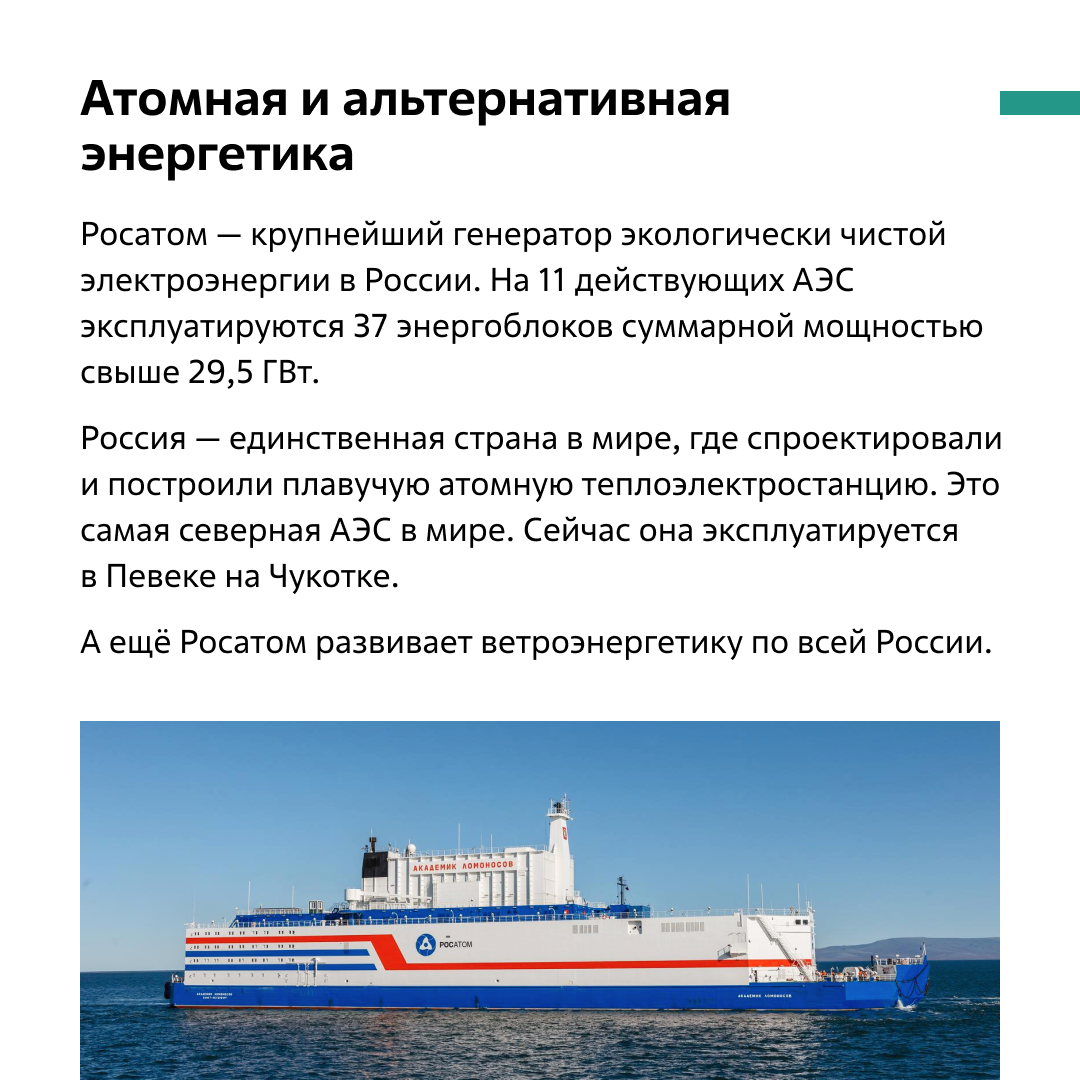 Атомная и альтернативная
энергетика
Росатом — крупнейший генератор экологически чистой
электроэнергии в России. На 11 действующих АЭС
эксплуатируются 37 энергоблоков суммарной мощностью
свыше 29,5 ГВт.
Россия — единственная страна в мире, где спроектировали
и построили плавучую атомную теплоэлектростанцию. Это
самая северная АЭС в мире. Сейчас она эксплуатируется
в Певеке на Чукотке.
А ещё Росатом развивает ветроэнергетику по всей России.
АКАДЕМИК ЛОМОНОСОВ
РОСАТОМ
АКАДЕМИК ЛОМОНОСОВ
АКАДЕМИК ЛОМОНОСОВ